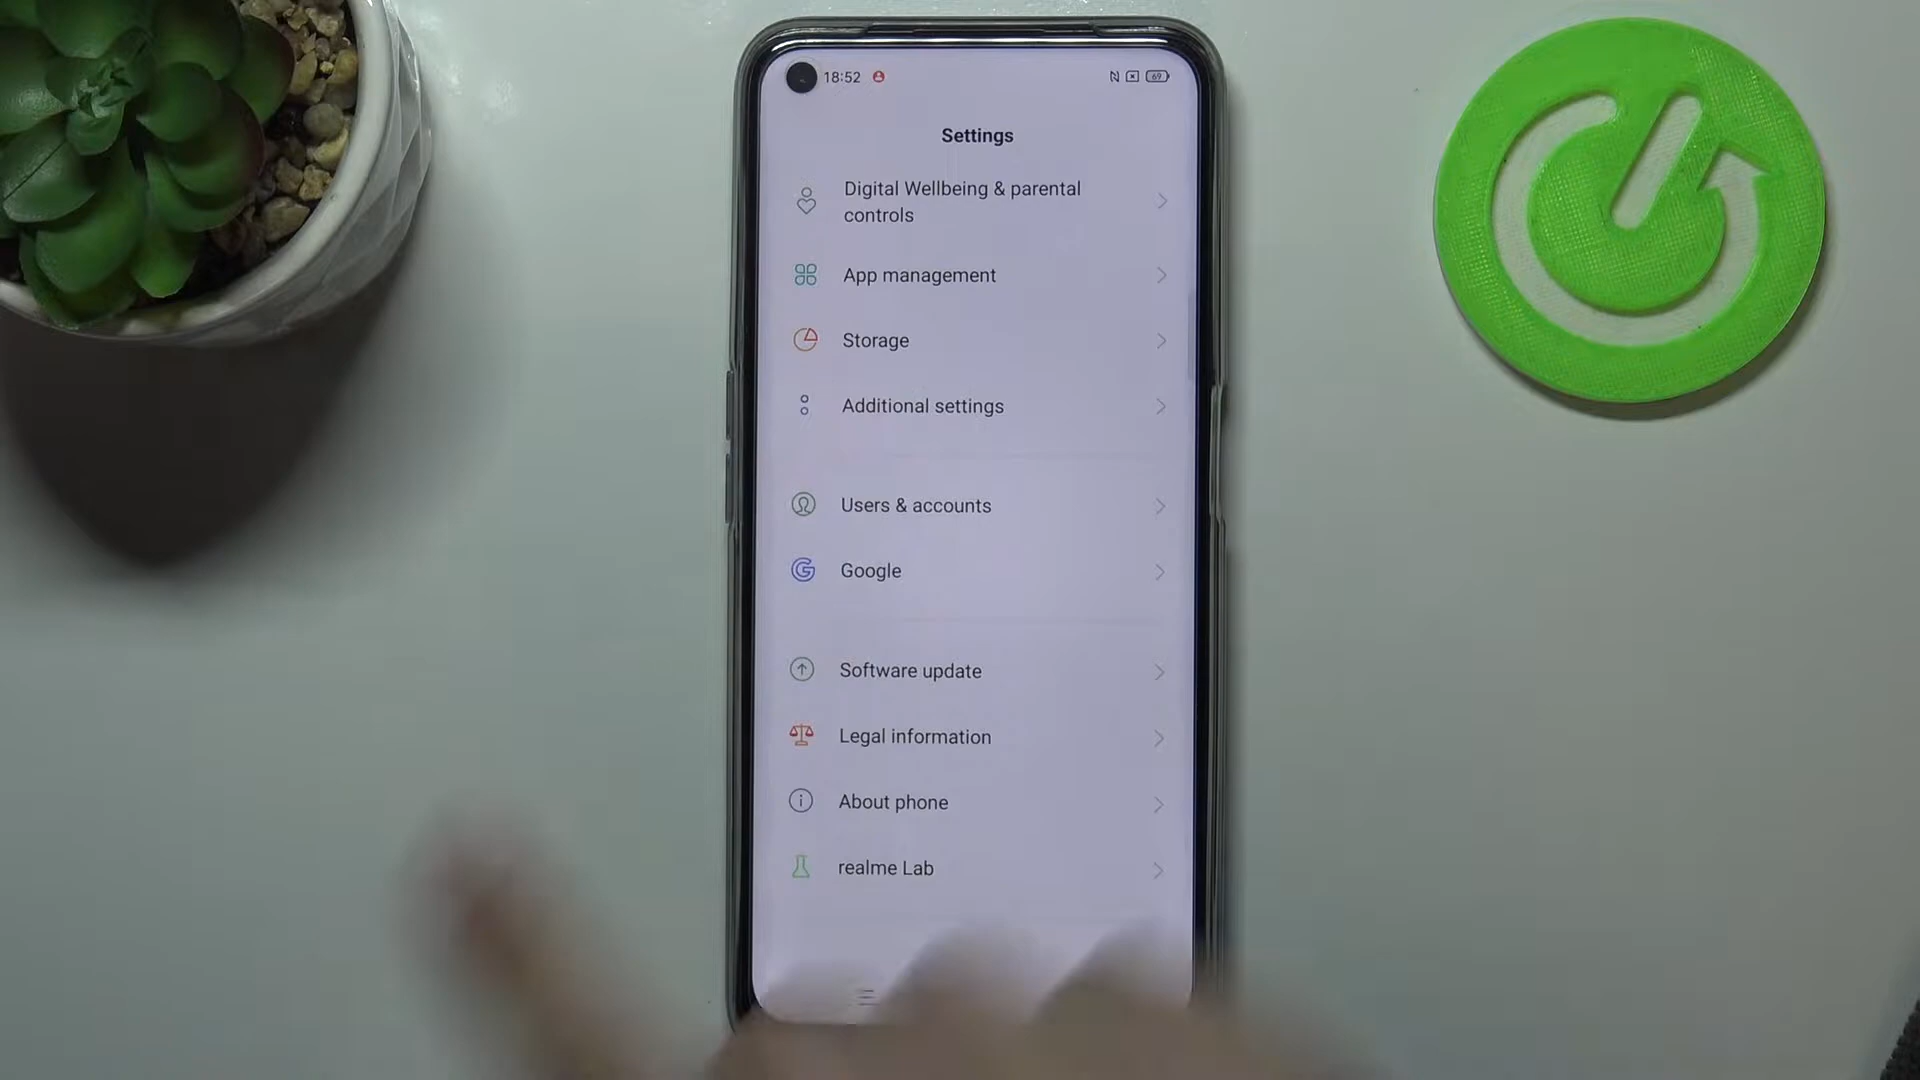 18:52
69
Settings
Digital Wellbeing & parental
controls
App management
Storage
Additional settings
Users & accounts
Google
Software update
Legal information
About phone
realme Lab